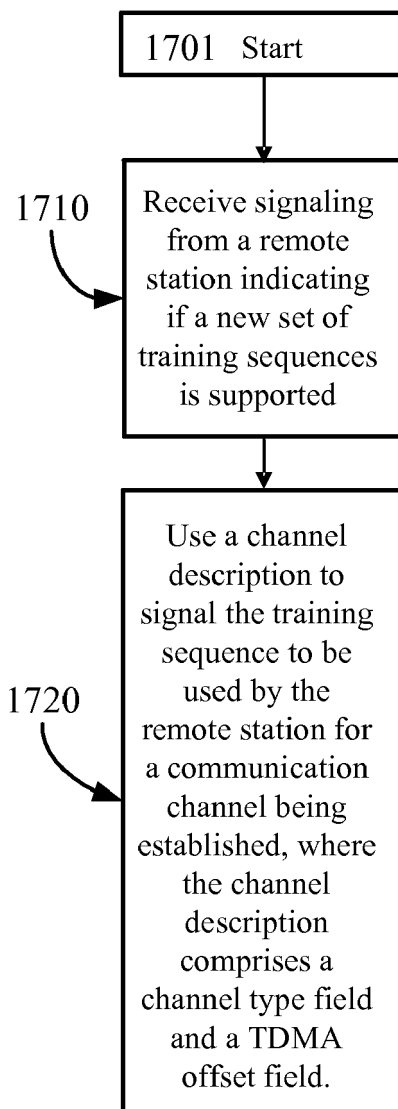 1701 Start
1710
Receive signaling
from a remote
station indicating
if a new set of
training sequences
is supported
1720
Use a channel
description to
signal the training
sequence to be
used by the
remote station for
a communication
channel being
established, where
the channel
description
comprises a
channel type field
and a TDMA
offset field.